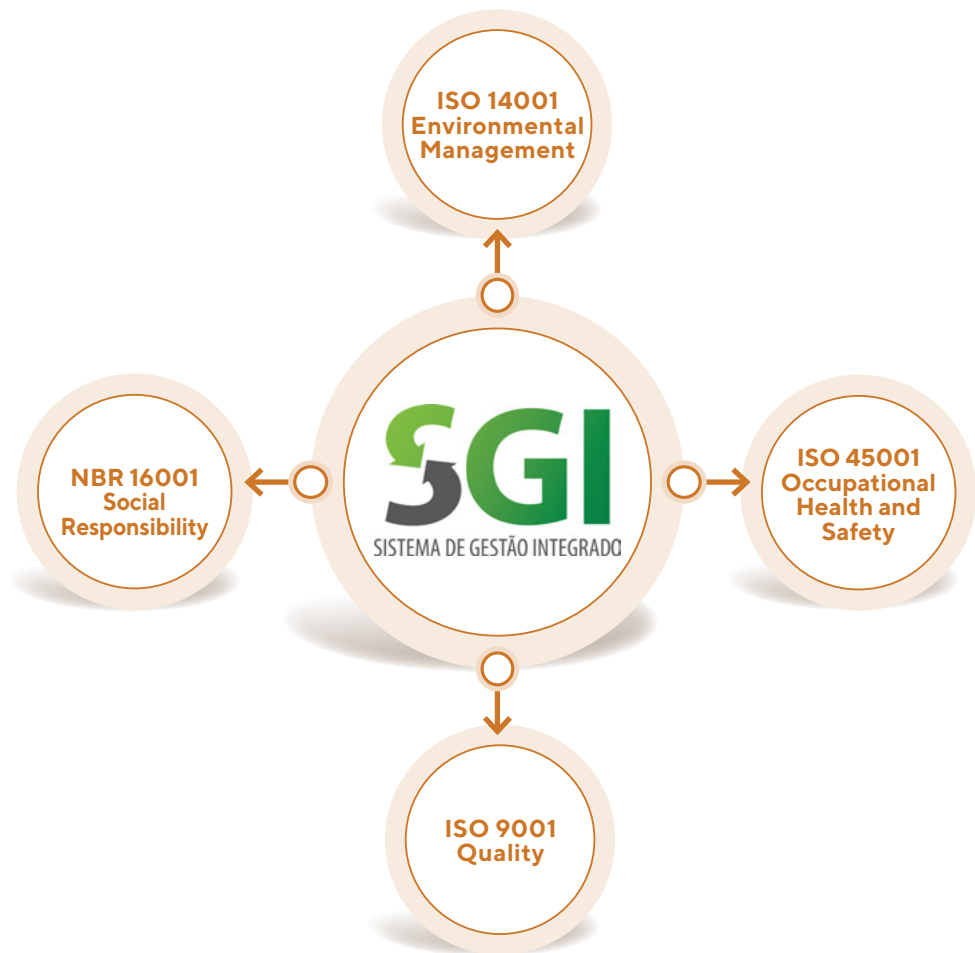 ISO 14001
Environmental
Management
NBR 16001
Social
Responsibility
SGI
SISTEMA DE GESTÃO INTEGRADO
ISO 45001
Occupational
Health and
Safety
ISO 9001
Quality